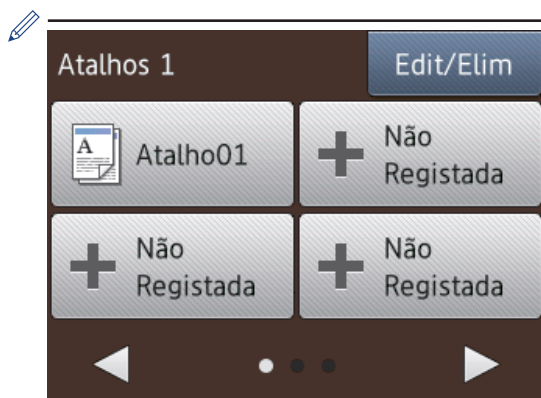 Atalhos 1
Edit/Elim
A
Atalho01
Não
Registada
Não
Registada
Não
Registada